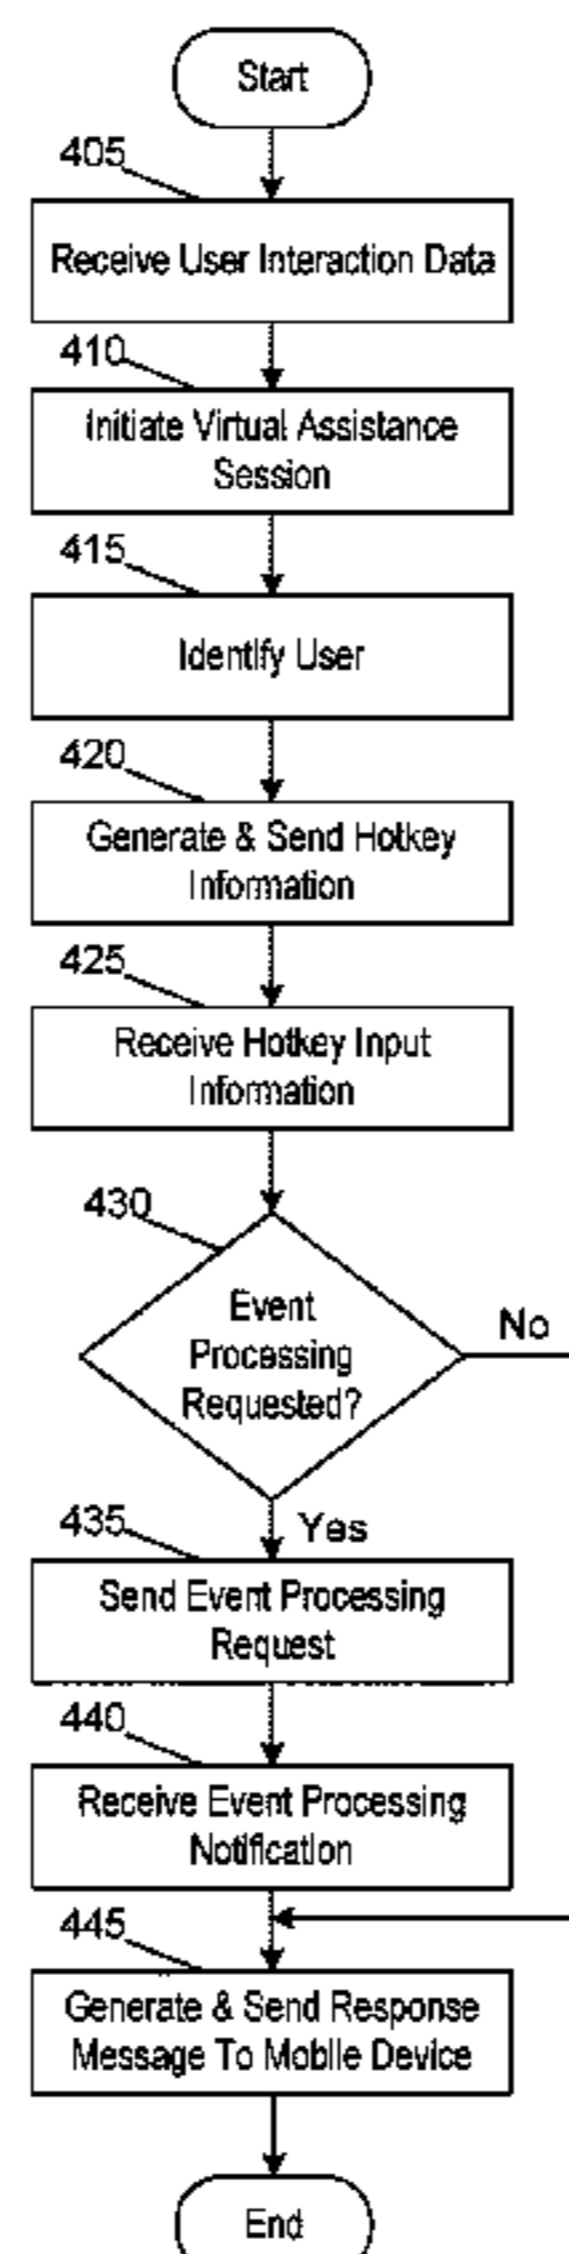 Start
405
Receive User Interaction Data
410
Initiate Virtual Assistance
Session
415
Identify User
420
Generate & Send Hotkey
Information
425
Receive Hotkey Input
Information
430
Event
Processing
Requested?
No
Yes
435
Send Event Processing
Request
440
Receive Event Processing
Notification
445
Generate & Send Response
Message To Mobile Device
End